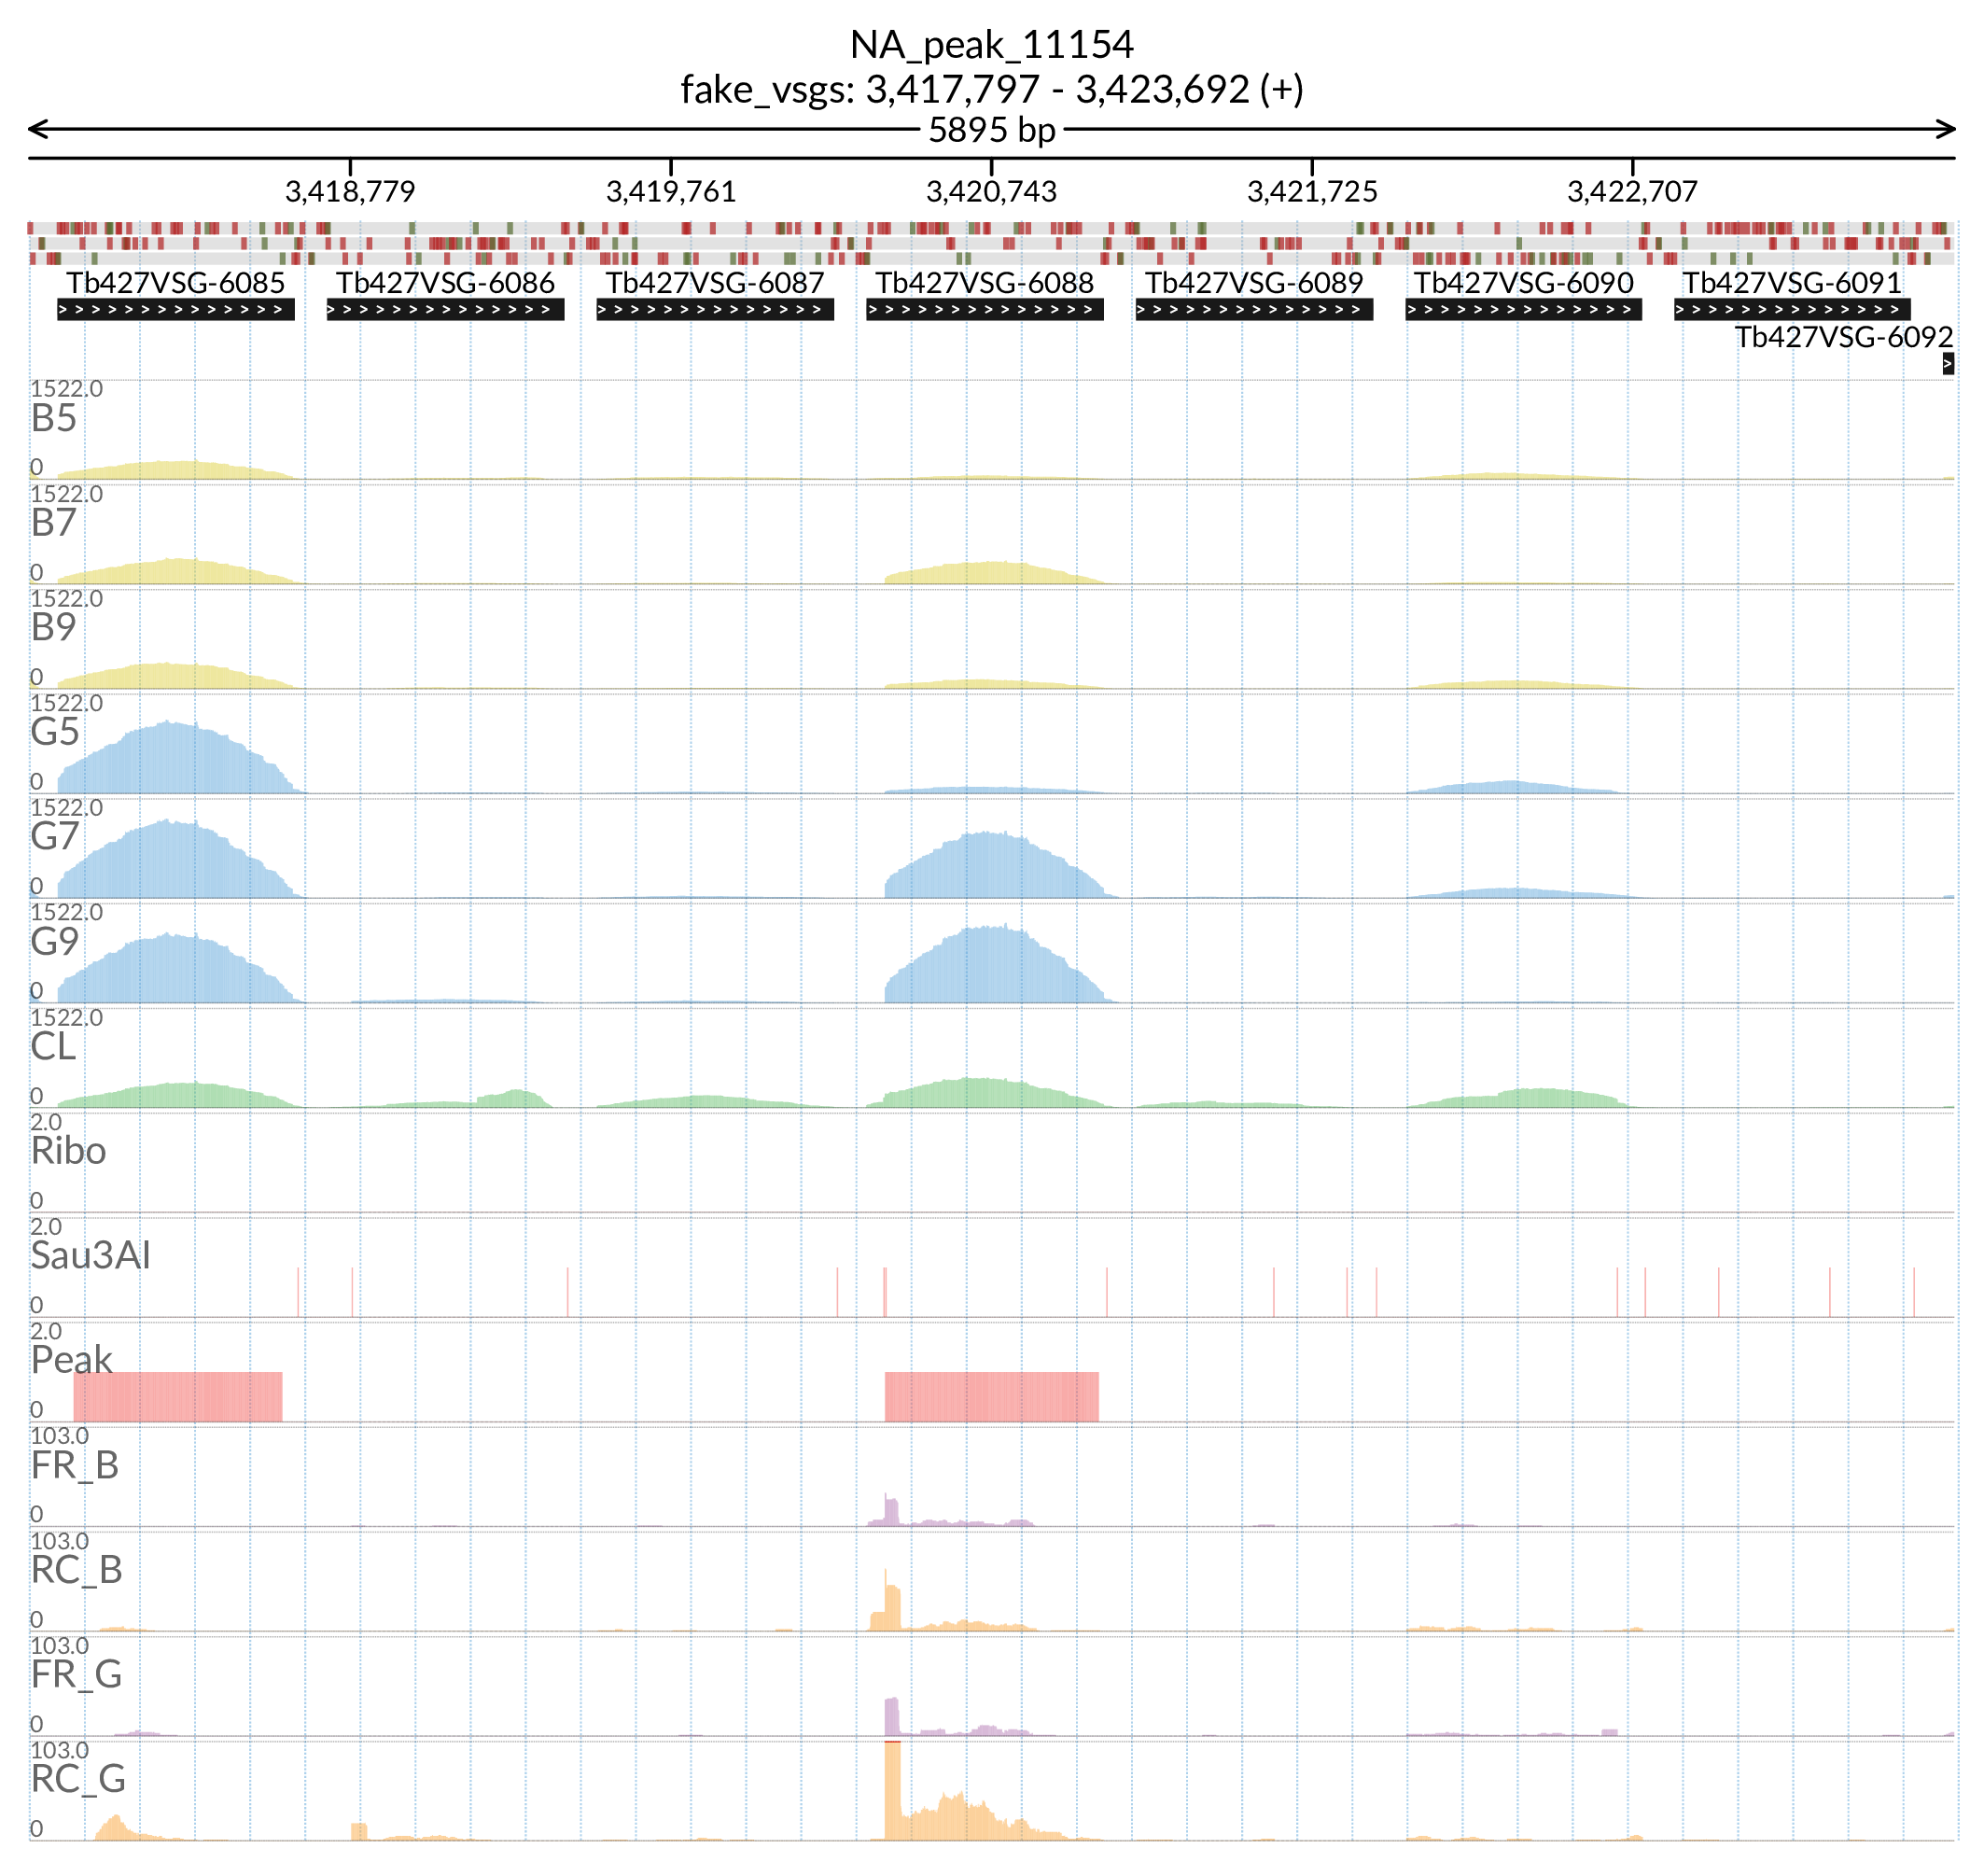 NA_peak_11154
fake_vsgs: 3,417,797 - 3,423,692 (+)
5895 bp
3,418,779 3,419,761 3,420,743 3,421,725 3,422,707
Tb427VSG-6085 Tb427VSG-6086 Tb427VSG-6087 Tb427VSG-6088 Tb427VSG-6089 Tb427VSG-6090 Tb427VSG-6091
Tb427VSG-6092
1522.0
B5
0
1522.0
B7
0
1522.0
B9
0
1522.0
G5
0
1522.0
G7
0
1522.0
G9
0
1522.0
CL
0
2.0
Ribo
0
2.0
Sau3AI
0
2.0
Peak
0
103.0
FR_B
0
103.0
RC_B
0
103.0
FR_G
0
103.0
RC_G
0